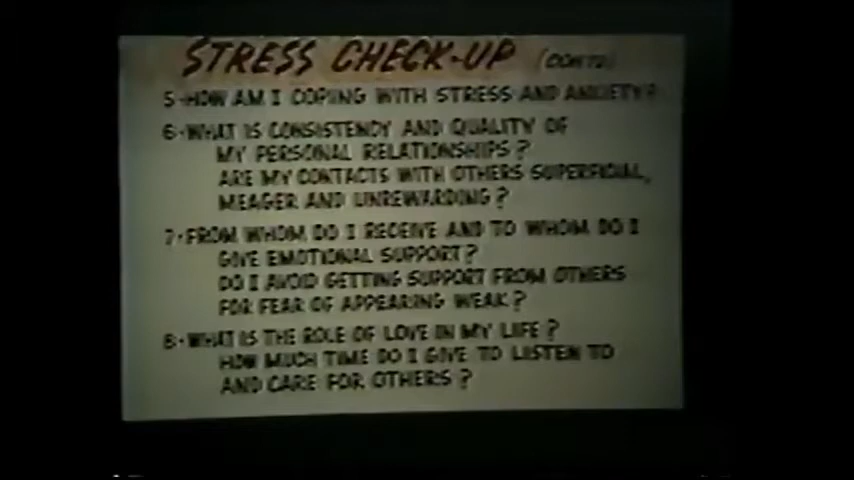 STRESS CHECK-UP (CONT'D)
5-HOW AM I COPING WITH STRESS AND ANXIETY?
6-WHAT IS CONSISTENCY AND QUALITY OF
MY PERSONAL RELATIONSHIPS?
ARE MY CONTACTS WITH OTHERS SUPERFICIAL,
MEAGER AND UNREWARDING?
7-FROM WHOM DO I RECEIVE AND TO WHOM DO I
GIVE EMOTIONAL SUPPORT?
DO I AVOID GETTING SUPPORT FROM OTHERS
FOR FEAR OF APPEARING WEAK?
8-WHAT IS THE ROLE OF LOVE IN MY LIFE?
HOW MUCH TIME DO I GIVE TO LISTEN TO
AND CARE FOR OTHERS?